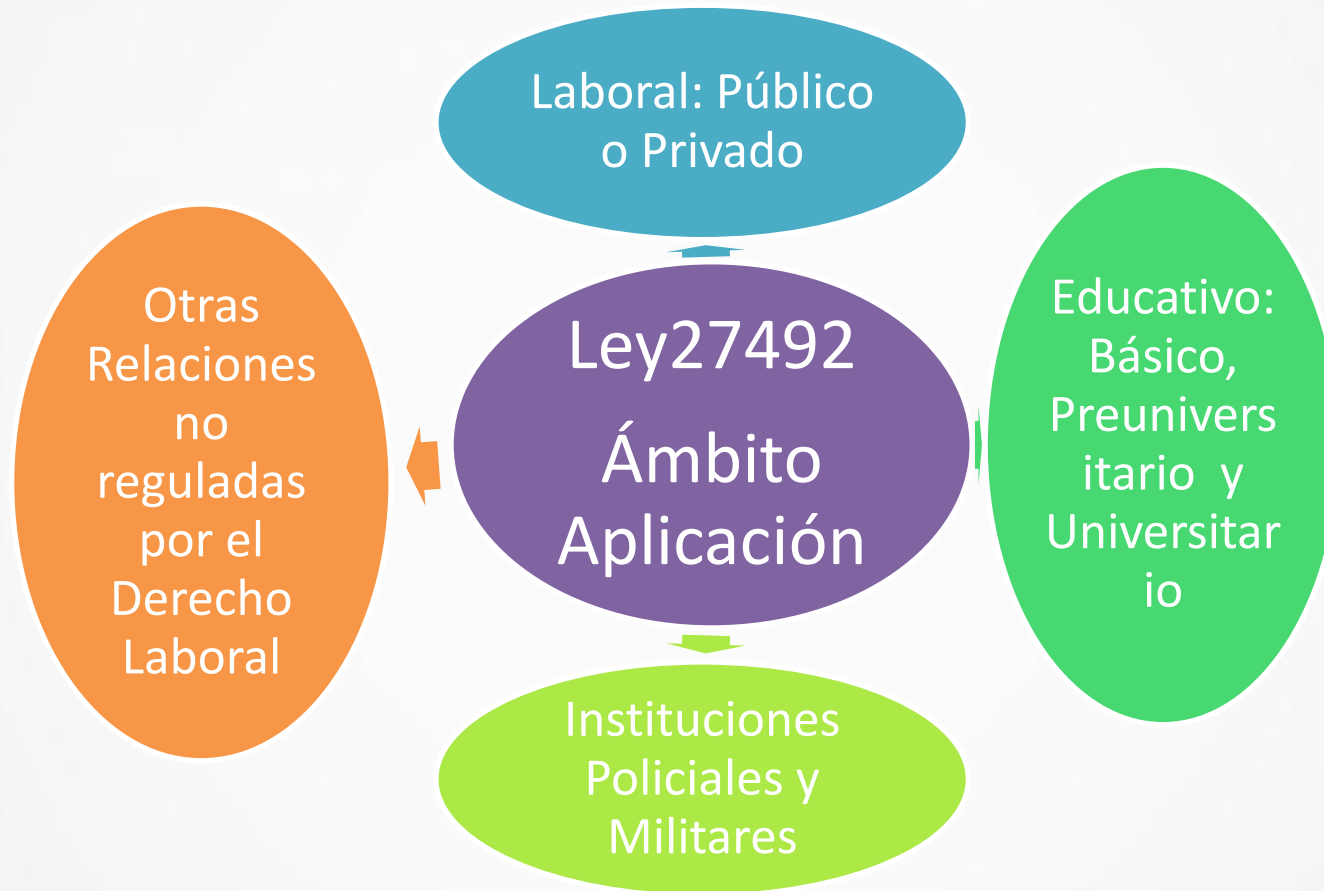 Laboral: Público
o Privado
Otras
Relaciones
no
reguladas
por el
Derecho
Laboral
Ley27492
Ámbito
Aplicación
Educativo:
Básico,
Preunivers
itario y
Universitar
io
Instituciones
Policiales y
Militares